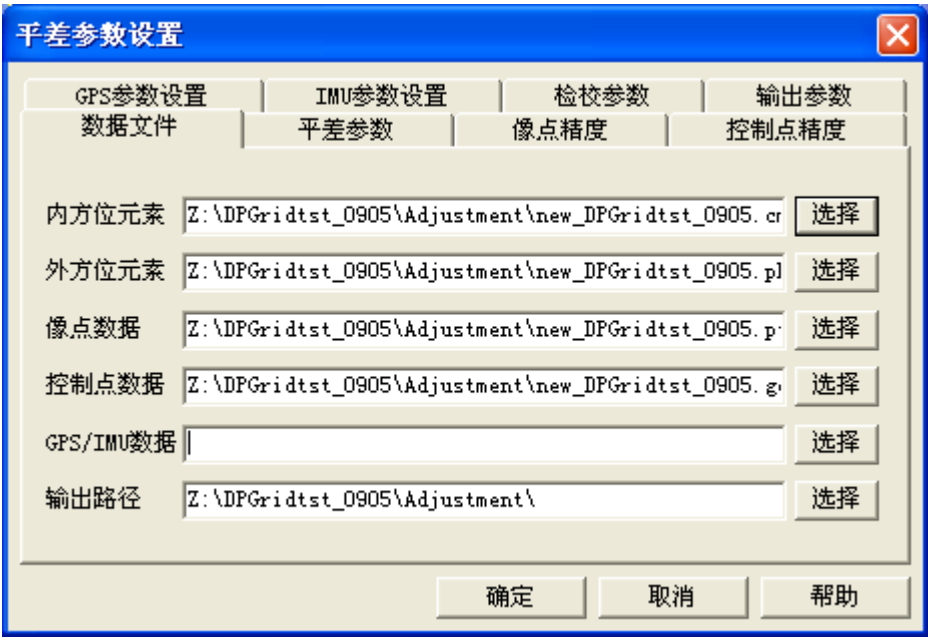 平差参数设置
GPS参数设置 IMU参数设置 检校参数 输出参数
数据文件 平差参数 像点精度 控制点精度
内方位元素 Z:\DPGridtst_0905\Adjustment\new_DPGridtst_0905. 选择
外方位元素 Z:\DPGridtst_0905\Adjustment\new_DPGridtst_0905. 选择
像点数据 Z:\DPGridtst_0905\Adjustment\new_DPGridtst_0905. 选择
控制点数据 Z:\DPGridtst_0905\Adjustment\new_DPGridtst_0905. 选择
GPS/IMU数据 选择
输出路径 Z:\DPGridtst_0905\Adjustment\ 选择
确定 取消 帮助